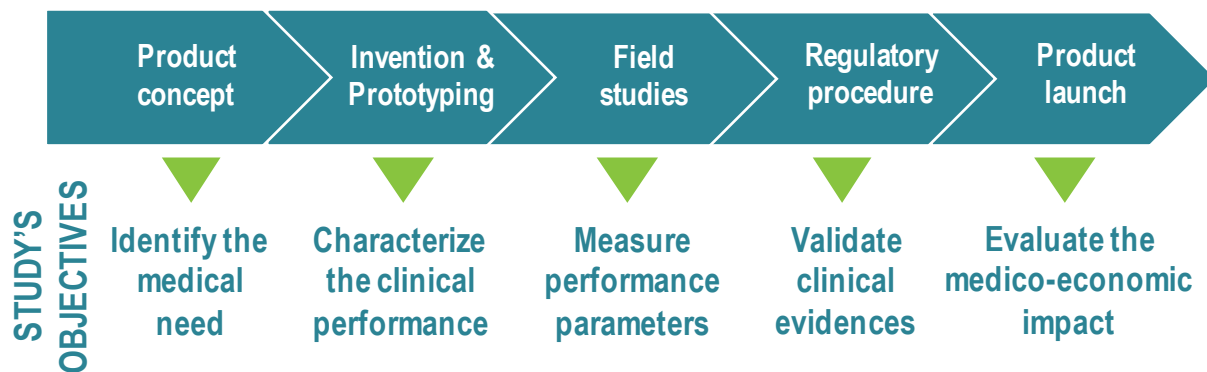 Product
concept
Invention &
Prototyping
Field
studies
Regulatory
procedure
Product
launch
STUDY'S
OBJECTIVES
Identify the
medical
need
Characterize
the clinical
performance
Measure
performance
parameters
Validate
clinical
evidences
Evaluate the
medico-economic
impact